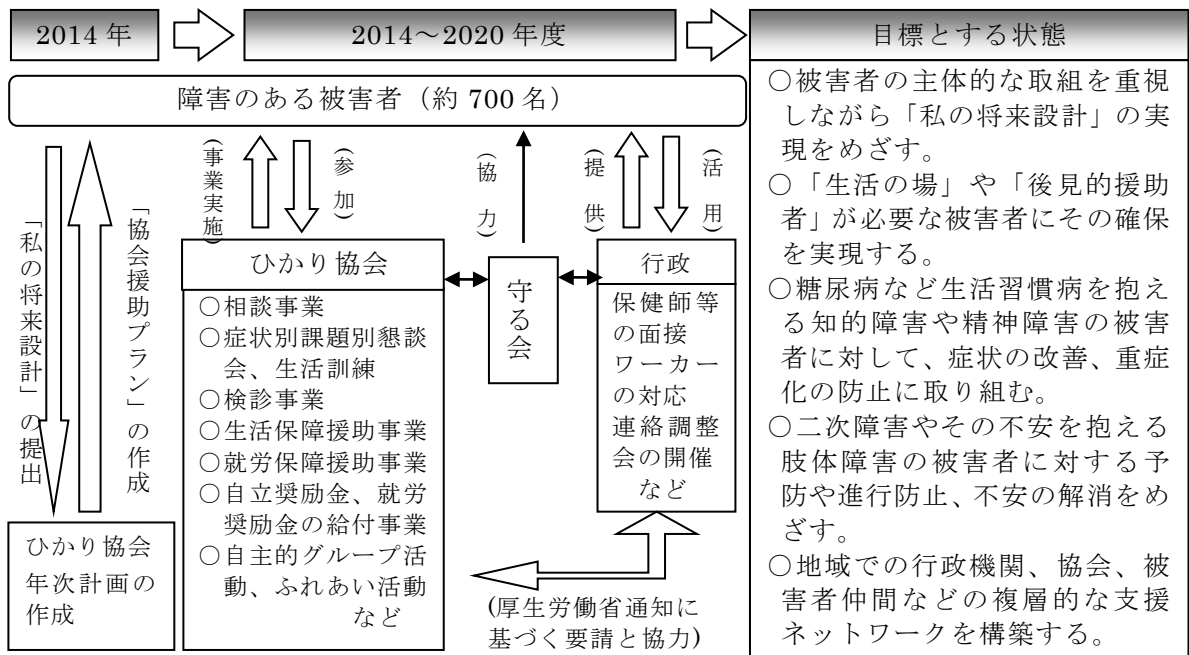 2014 年
2014～2020 年度
目標とする状態
障害のある被害者（約 700 名）
「私の将来設計」の提出
「協会援助プラン」の作成
(事業実施)
(参加)
(協力)
(提供)
(活用)
ひかり協会
年次計画の
作成
ひかり協会
○相談事業
○症状別課題別懇談
会、生活訓練
○検診事業
○生活保障援助事業
○就労保障援助事業
○自立奨励金、就労
奨励金の給付事業
○自主的グループ活
動、ふれあい活動
など
守る会
行政
保健師等
の面接
ワーカー
の対応
連絡調整
会の開催
など
(厚生労働省通知に
基づく要請と協力)
○被害者の主体的な取組を重視
しながら「私の将来設計」の実
現をめざす。
○「生活の場」や「後見的援助
者」が必要な被害者にその確保
を実現する。
○糖尿病など生活習慣病を抱え
る知的障害や精神障害の被害
者に対して、症状の改善、重症
化の防止に取り組む。
○二次障害やその不安を抱える
肢体障害の被害者に対する予
防や進行防止、不安の解消をめ
ざす。
○地域での行政機関、協会、被
害者仲間などの複層的な支援
ネットワークを構築する。